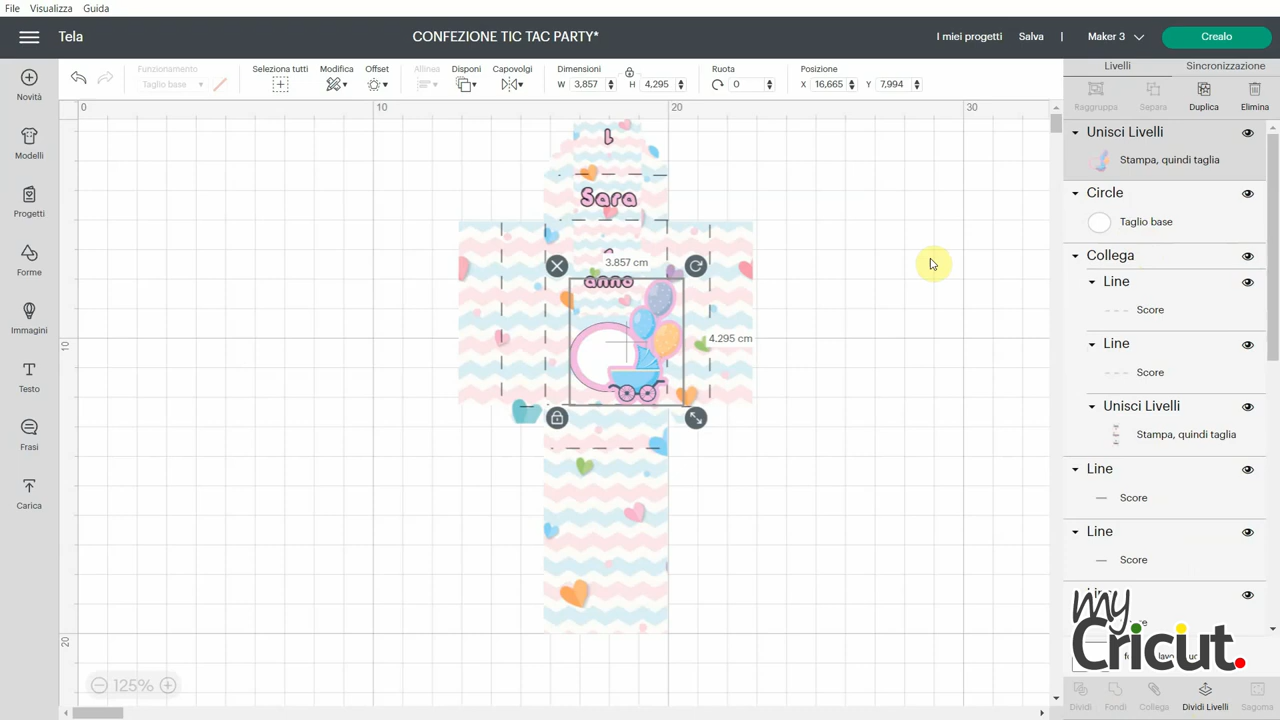 File Visualizza Guida
Tela
CONFEZIONE TIC TAC PARTY*
I miei progetti Salva | Maker 3 Crealo
Funzionamento
Taglio base
Seleziona tutti
Modifica
Offset
Allinea
Disponi
Capovolgi
Dimensioni
W 3,857 H 4,295
Ruota
0
Posizione
X 16,665 Y 7,994
Livelli Sincronizzazione
Raggruppa Separa Duplica Elimina
Novità
Modelli
Progetti
Forme
Immagini
Testo
Frasi
Carica
0 10 20 30
10
20
Sara
3.857 cm
anno
4.295 cm
125%
Unisci Livelli
Stampa, quindi taglia
Circle
Taglio base
Collega
Line
Score
Line
Score
Unisci Livelli
Stampa, quindi taglia
Line
Score
Line
Score
my
Cricut.
Dividi Fondi Collega Dividi Livelli Sagoma